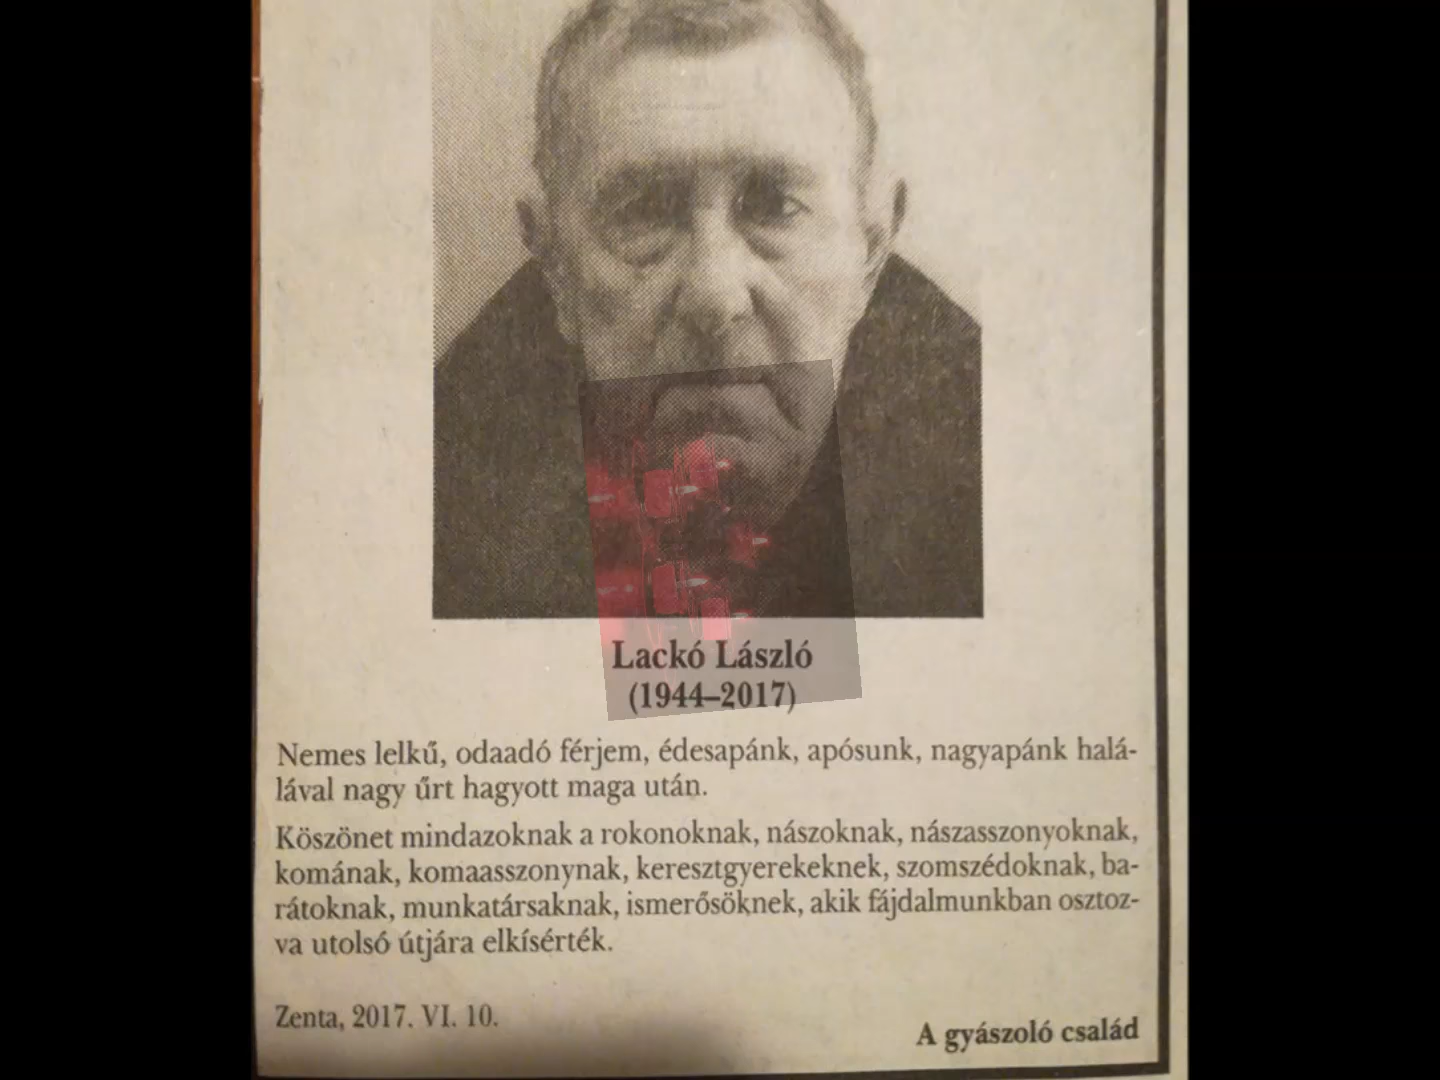 Lackó László
(1944–2017)
Nemes lelkű, odaadó férjem, édesapánk, apósunk, nagyapánk halá-
lával nagy űrt hagyott maga után.
Köszönet mindazoknak a rokonoknak, nászoknak, nászasszonyoknak,
komának, komaasszonynak, keresztgyerekeknek, szomszédoknak, ba-
rátoknak, munkatársaknak, ismerősöknek, akik fájdalmunkban osztoz-
va utolsó útjára elkísérték.
Zenta, 2017. VI. 10.
A gyászoló család